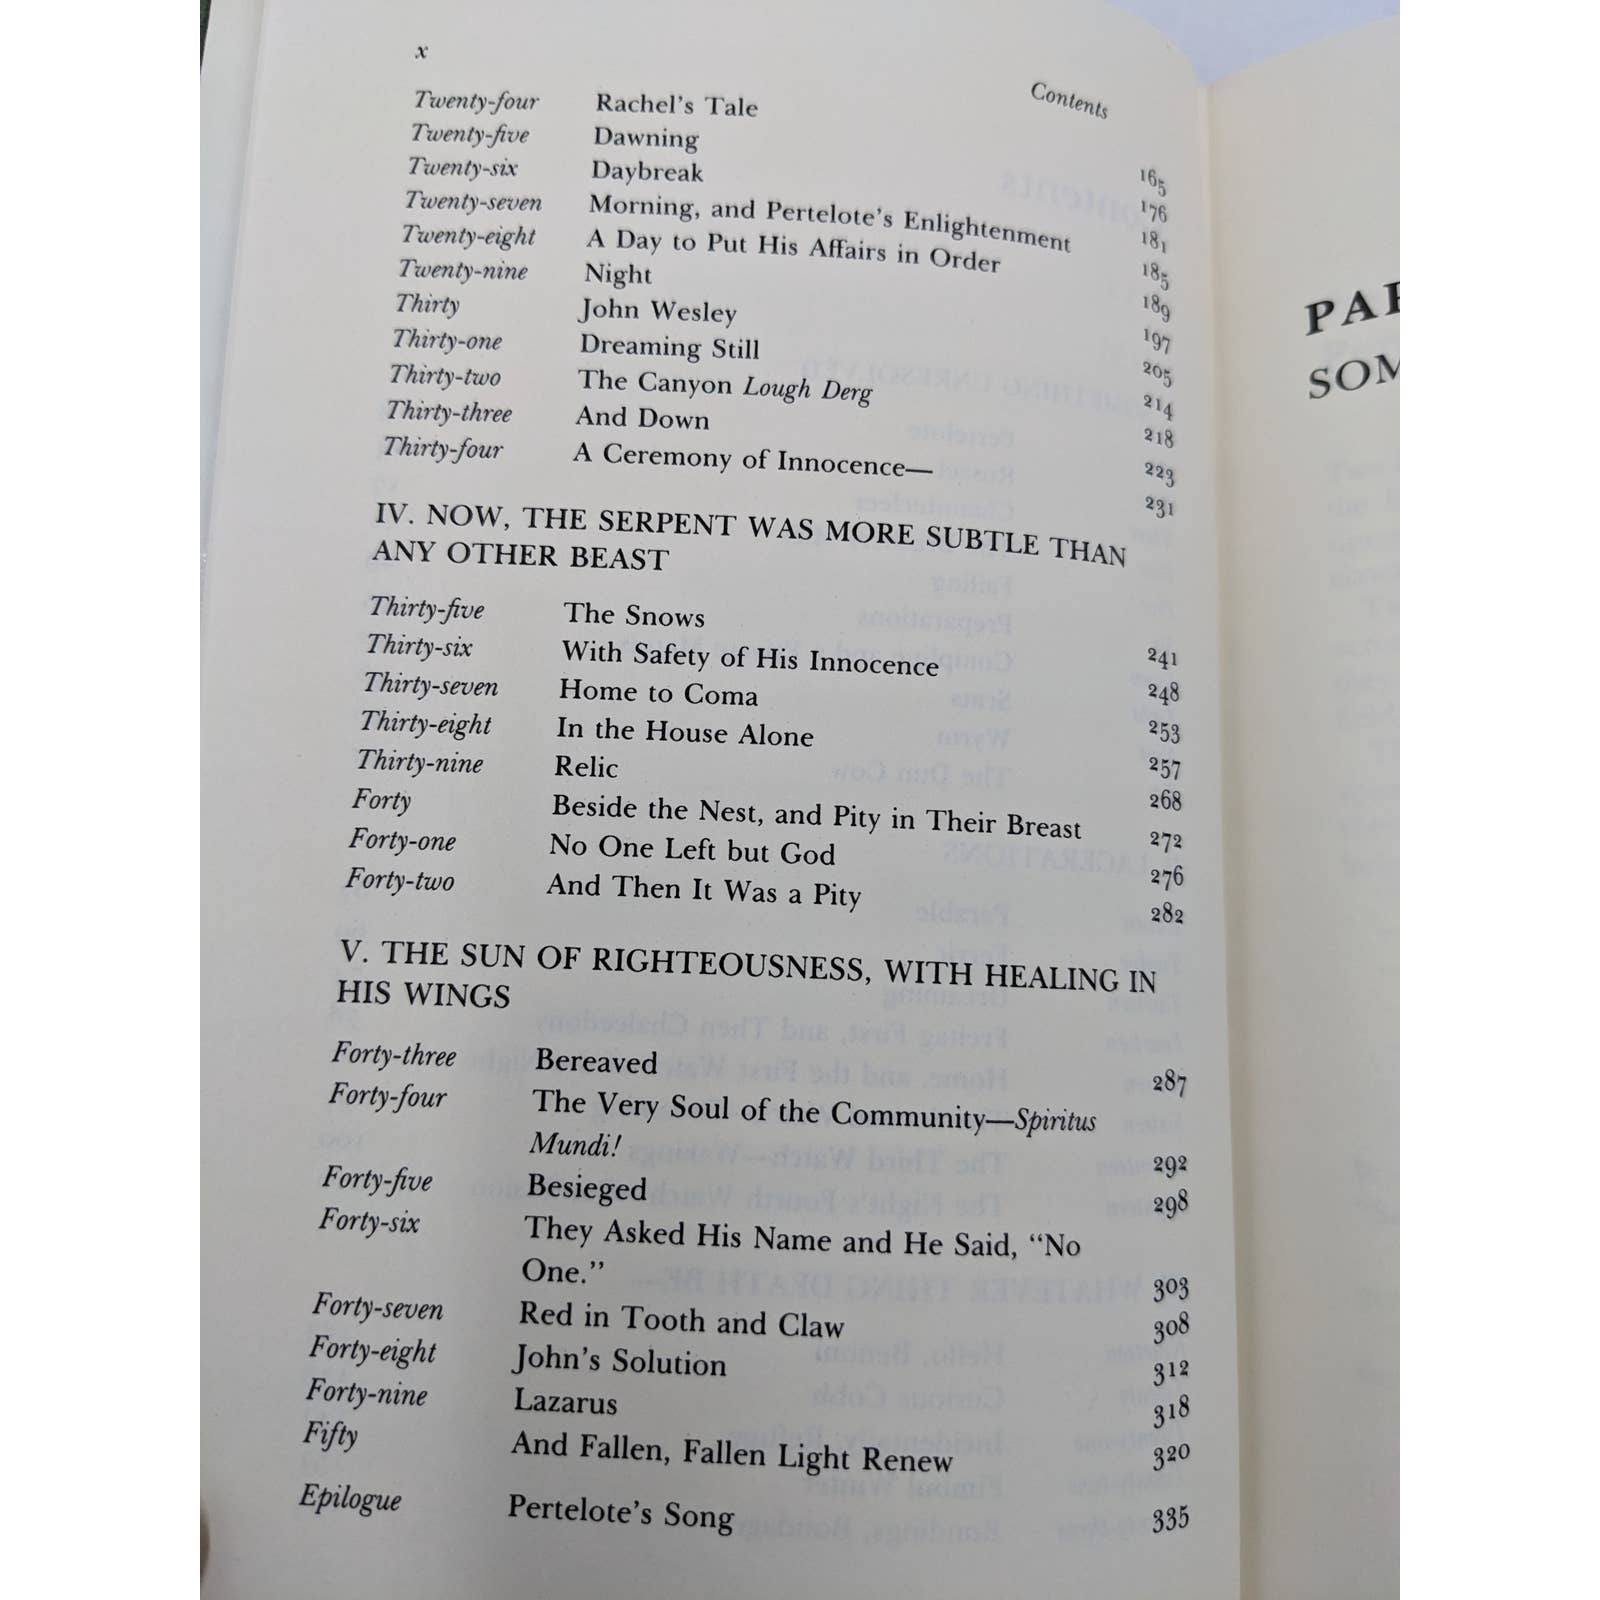 x
Contents
Twenty-four Rachel's Tale 165
Twenty-five Dawning 176
Twenty-six Daybreak 181
Twenty-seven Morning, and Pertelote's Enlightenment 185
Twenty-eight A Day to Put His Affairs in Order 189
Twenty-nine Night 197
Thirty John Wesley 205
Thirty-one Dreaming Still 214
Thirty-two The Canyon Lough Derg 218
Thirty-three And Down 223
Thirty-four A Ceremony of Innocence— 231
IV. NOW, THE SERPENT WAS MORE SUBTLE THAN
ANY OTHER BEAST
Thirty-five The Snows 241
Thirty-six With Safety of His Innocence 248
Thirty-seven Home to Coma 253
Thirty-eight In the House Alone 257
Thirty-nine Relic 268
Forty Beside the Nest, and Pity in Their Breast 272
Forty-one No One Left but God 276
Forty-two And Then It Was a Pity 282
V. THE SUN OF RIGHTEOUSNESS, WITH HEALING IN
HIS WINGS
Forty-three Bereaved 287
Forty-four The Very Soul of the Community—Spiritus
Mundi! 292
Forty-five Besieged 298
Forty-six They Asked His Name and He Said, “No
One.” 303
Forty-seven Red in Tooth and Claw 308
Forty-eight John's Solution 312
Forty-nine Lazarus 318
Fifty And Fallen, Fallen Light Renew 320
Epilogue Pertelote's Song 335